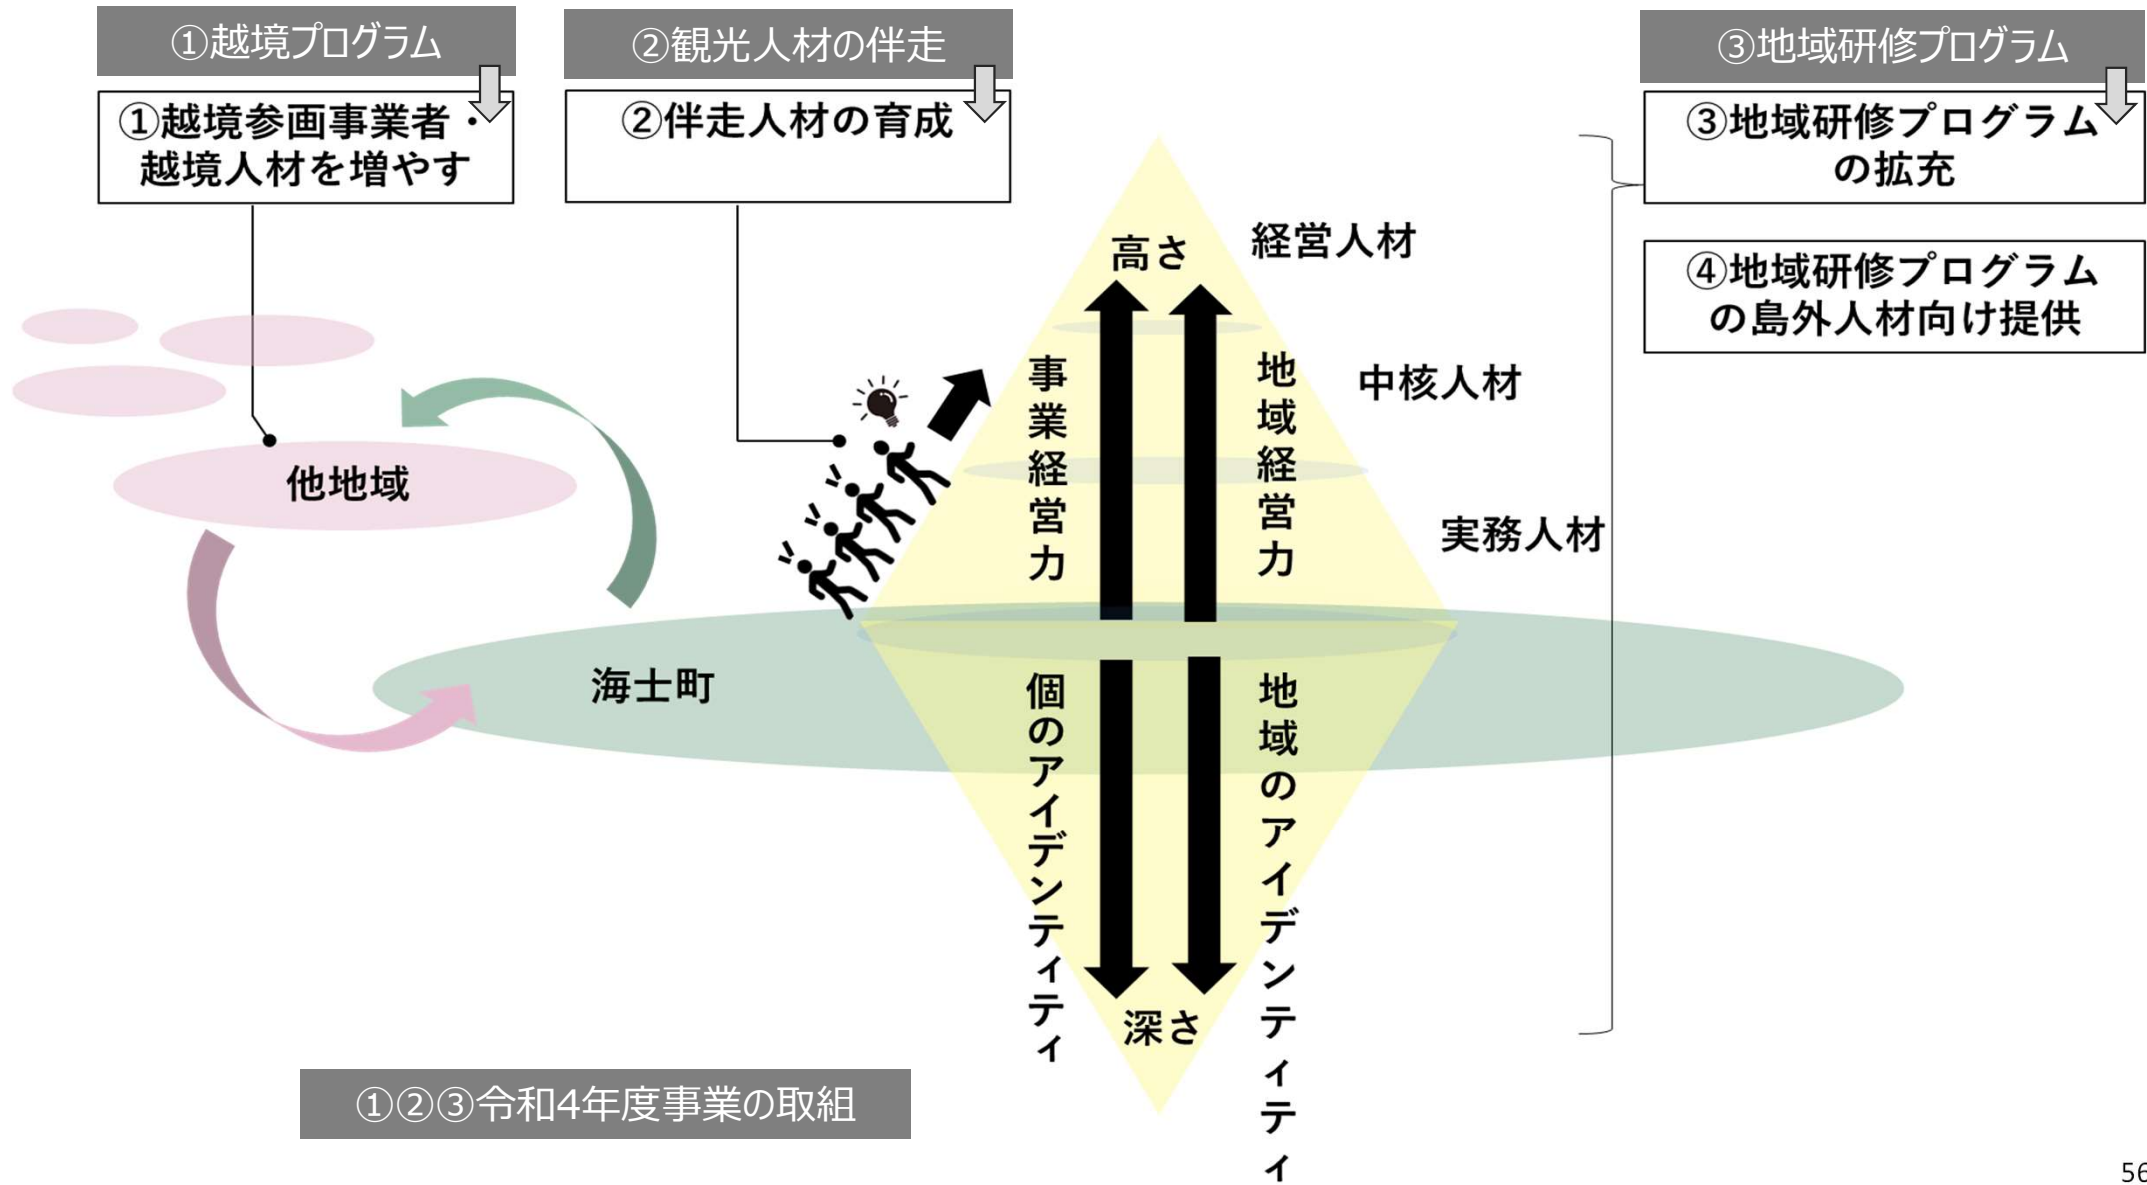 ①越境プログラム
②観光人材の伴走
③地域研修プログラム
①越境参画事業者・
越境人材を増やす
②伴走人材の育成
③地域研修プログラム
の拡充
④地域研修プログラム
の島外人材向け提供
高さ
経営人材
中核人材
実務人材
事業経営力
地域経営力
他地域
海士町
個のアイデンティティ
地域のアイデンティティ
深さ
①②③令和4年度事業の取組
56